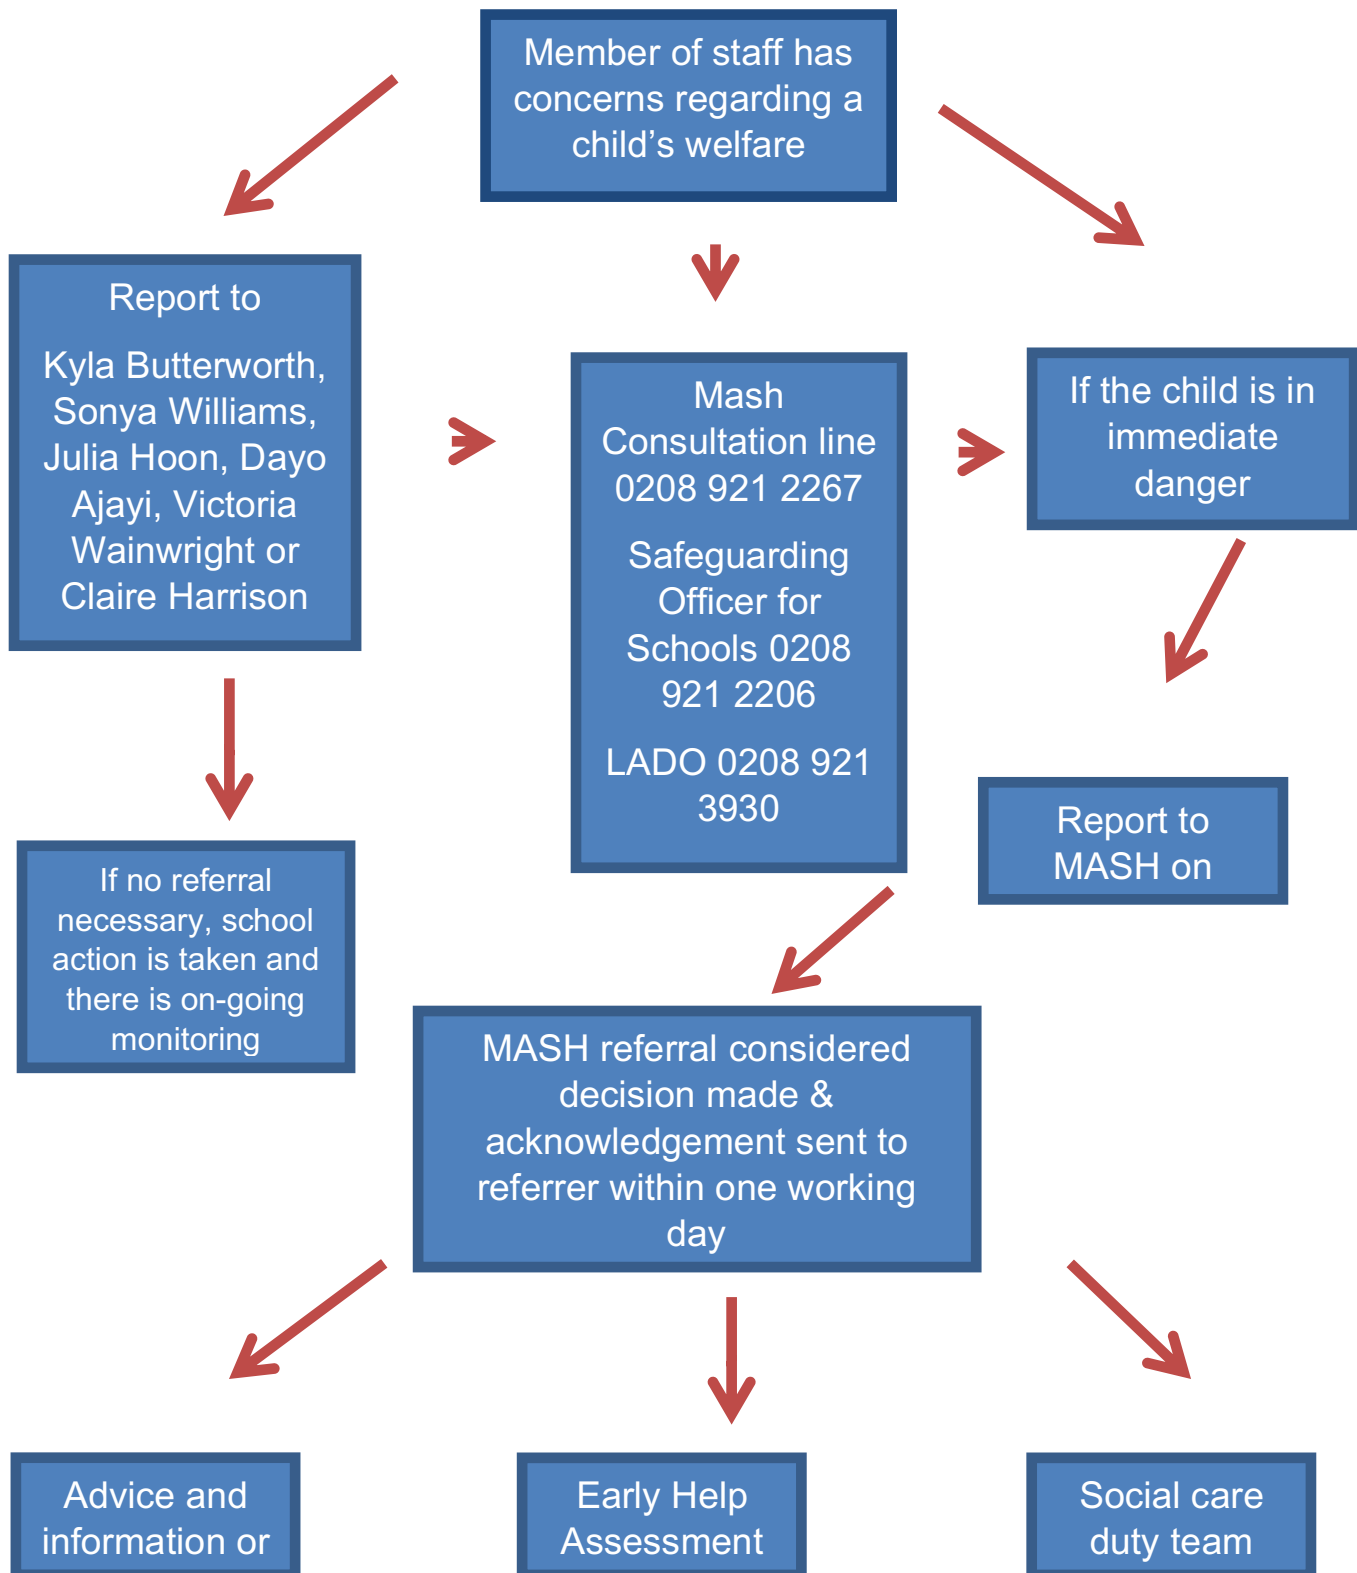 Member of staff has
concerns regarding a
child's welfare
Report to
Kyla Butterworth,
Sonya Williams,
Julia Hoon, Dayo
Ajayi, Victoria
Wainwright or
Claire Harrison
Mash
Consultation line
0208 921 2267
Safeguarding
Officer for
Schools 0208
921 2206
LADO 0208 921
3930
If the child is in
immediate
danger
Report to
MASH on
If no referral
necessary, school
action is taken and
there is on-going
monitoring
MASH referral considered
decision made &
acknowledgement sent to
referrer within one working
day
Advice and
information or
Early Help
Assessment
Social care
duty team